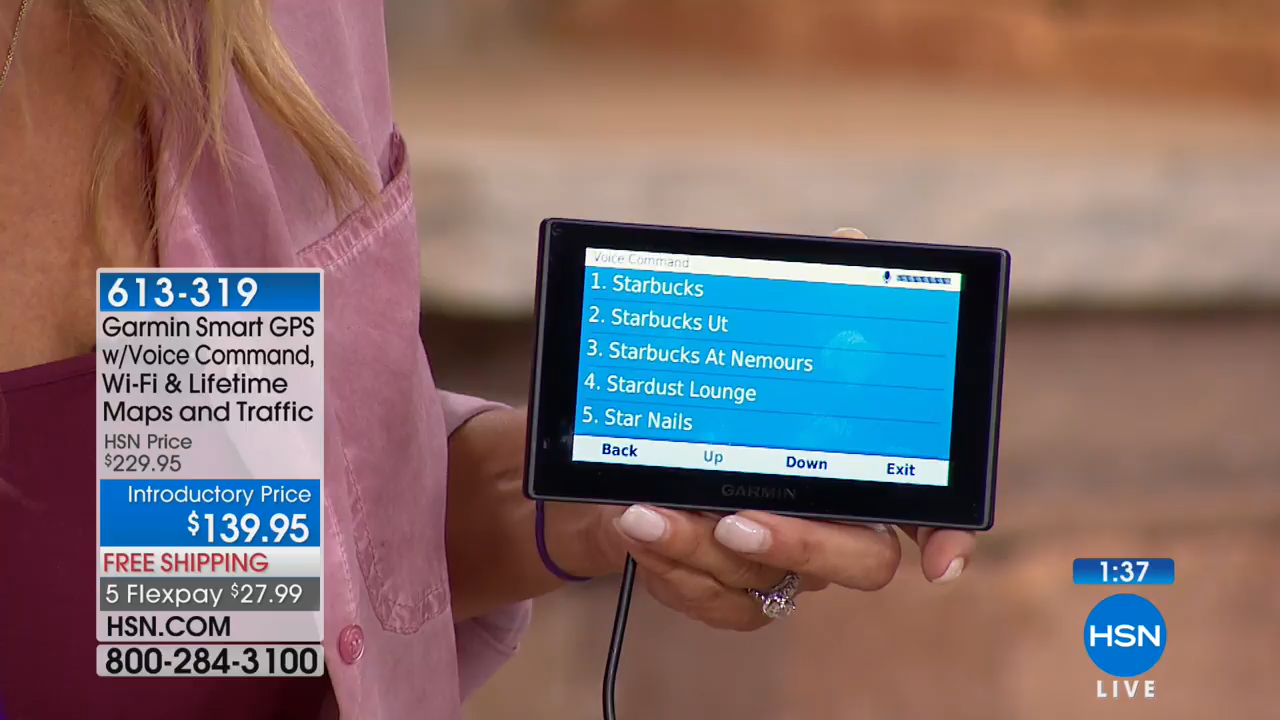 613-319
Garmin Smart GPS
w/Voice Command,
Wi-Fi & Lifetime
Maps and Traffic
HSN Price
$229.95
Introductory Price
$139.95
FREE SHIPPING
5 Flexpay $27.99
HSN.COM
800-284-3100
Voice Command
1. Starbucks
2. Starbucks Ut
3. Starbucks At Nemours
4. Stardust Lounge
5. Star Nails
Back Up Down Exit
GARMIN
1:37
HSN
LIVE